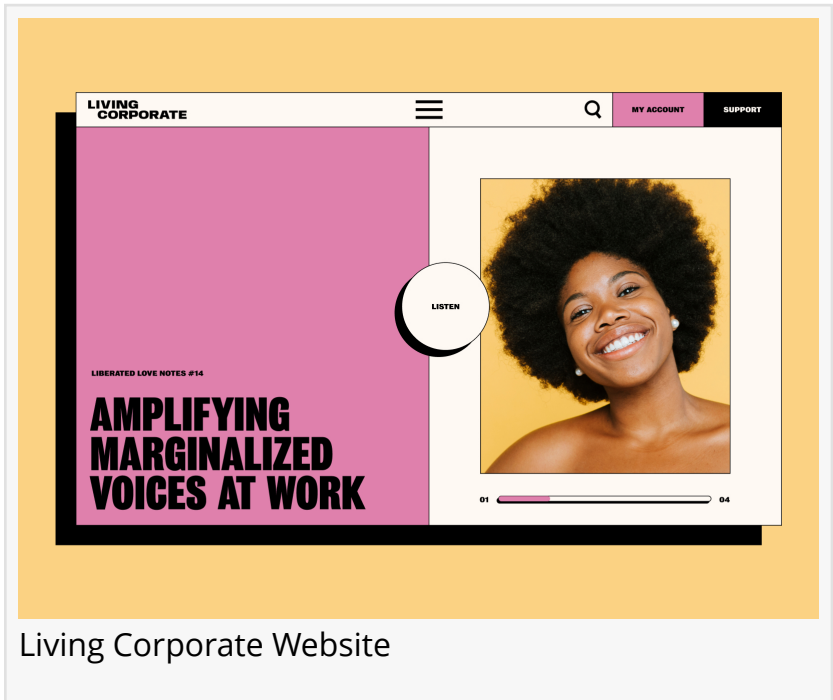 LIVING
CORPORATE
MY ACCOUNT
SUPPORT
LISTEN
LIBERATED LOVE NOTES #14
AMPLIFYING
MARGINALIZED
VOICES AT WORK
01
04
Living Corporate Website